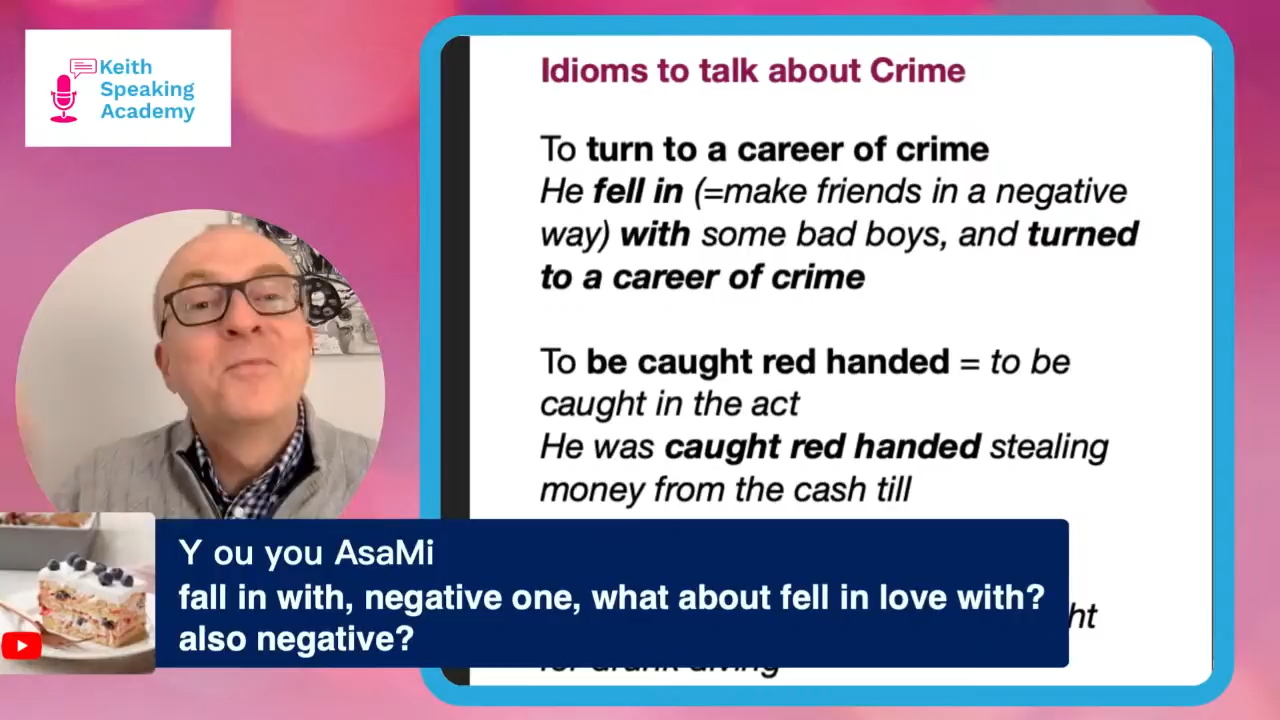 Keith
Speaking
Academy
Idioms to talk about Crime
To turn to a career of crime
He fell in (=make friends in a negative
way) with some bad boys, and turned
to a career of crime
To be caught red handed = to be
caught in the act
He was caught red handed stealing
money from the cash till
Y ou you AsaMi
fall in with, negative one, what about fell in love with?
also negative?
ht